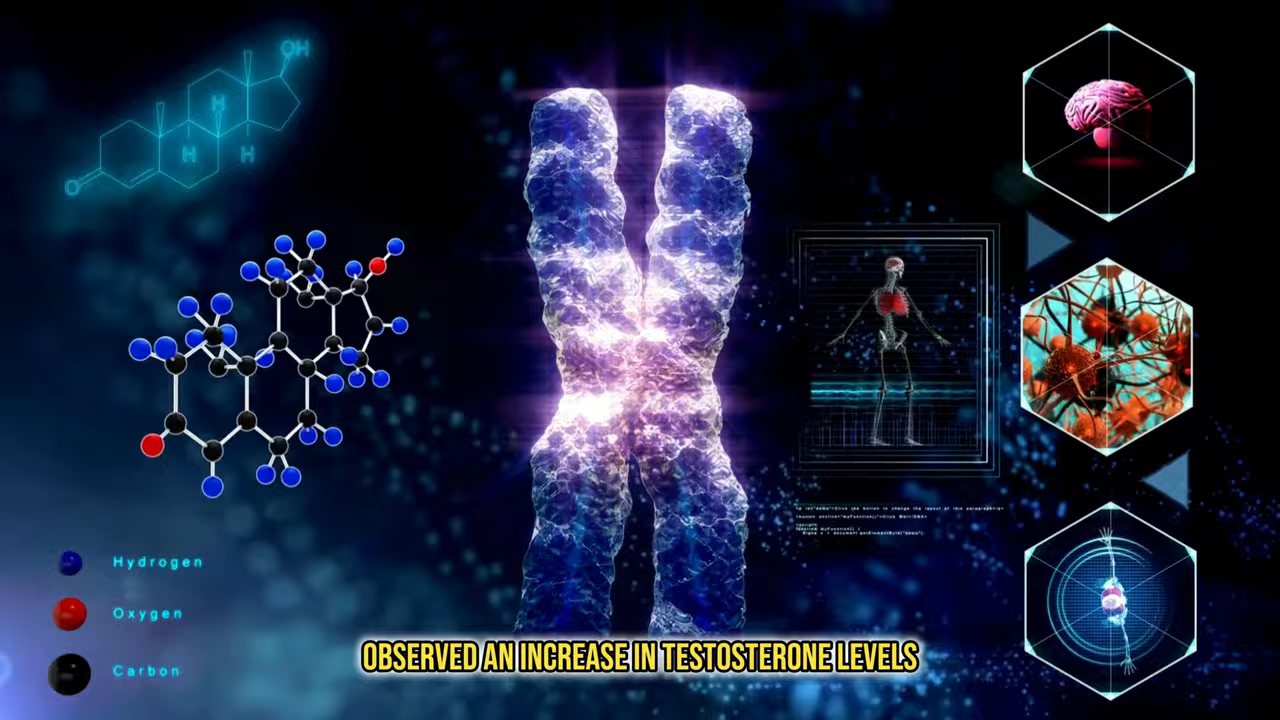 OH
H
H
H
O
Hydrogen
Oxygen
Carbon
OBSERVED AN INCREASE IN TESTOSTERONE LEVELS